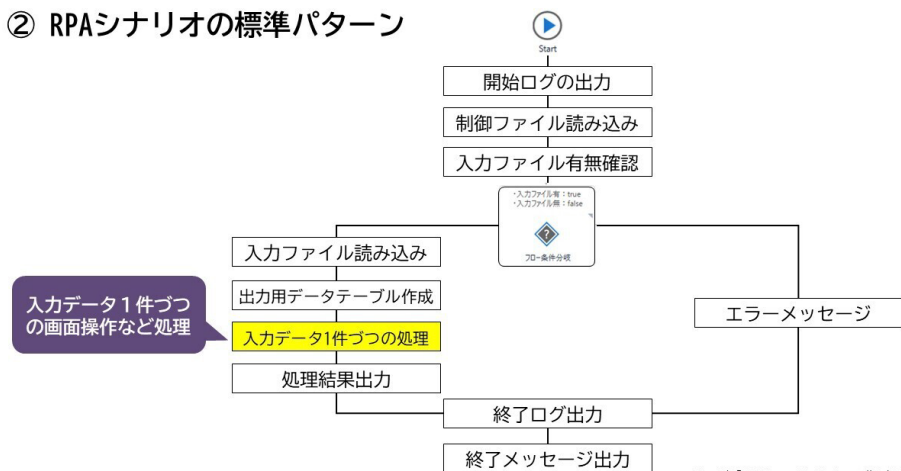 ② RPAシナリオの標準パターン
Start
開始ログの出力
制御ファイル読み込み
入力ファイル有無確認
・入力ファイル有：true
・入力ファイル無：false
フロー条件分岐
入力ファイル読み込み
出力用データテーブル作成
入力データ１件づつ
の画面操作など処理
入力データ1件づつの処理
処理結果出力
エラーメッセージ
終了ログ出力
終了メッセージ出力